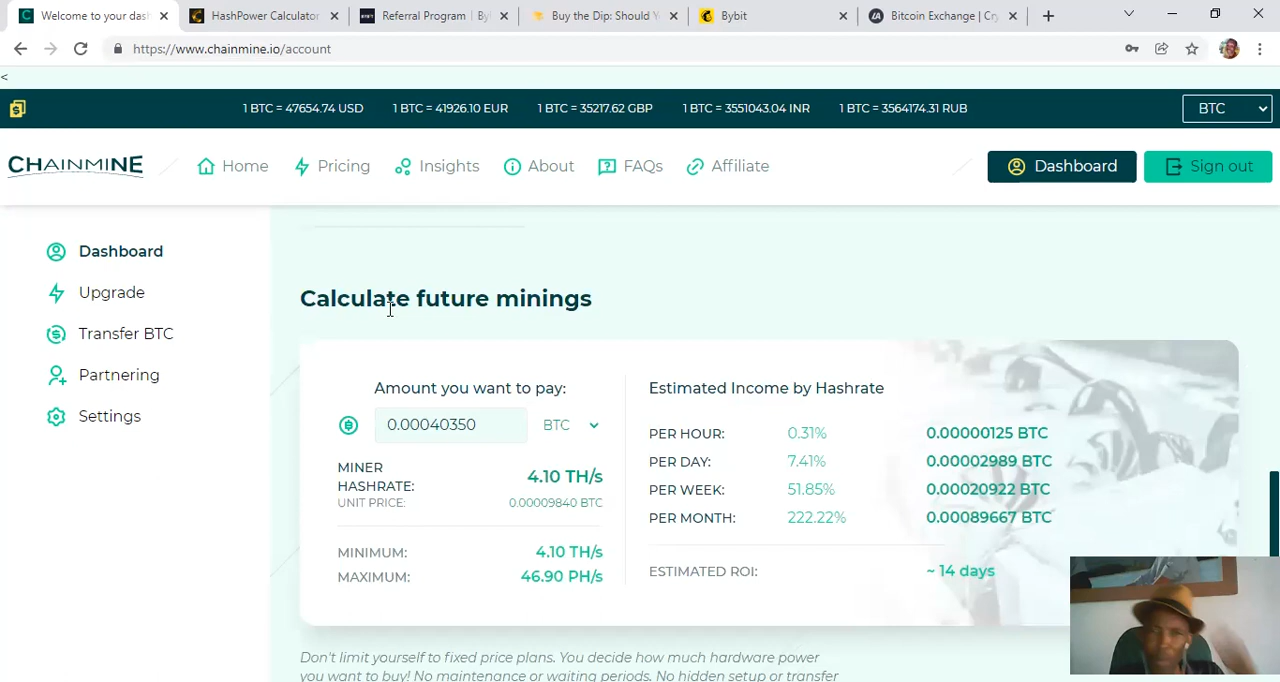 Welcome to your dash
HashPower Calculator
Referral Program | Byl
Buy the Dip: Should Y
Bybit
Bitcoin Exchange | Cry
https://www.chainmine.io/account
<
1 BTC = 47654.74 USD
1 BTC = 41926.10 EUR
1 BTC = 35217.62 GBP
1 BTC = 3551043.04 INR
1 BTC = 3564174.31 RUB
BTC
CHAINMINE
Home
Pricing
Insights
About
FAQs
Affiliate
Dashboard
Sign out
Dashboard
Upgrade
Transfer BTC
Partnering
Settings
Calculate future minings
Amount you want to pay:
0.00040350
BTC
MINER
HASHRATE:
4.10 TH/s
UNIT PRICE:
0.00009840 BTC
MINIMUM:
4.10 TH/s
MAXIMUM:
46.90 PH/s
Estimated Income by Hashrate
PER HOUR:
0.31%
0.00000125 BTC
PER DAY:
7.41%
0.00002989 BTC
PER WEEK:
51.85%
0.00020922 BTC
PER MONTH:
222.22%
0.00089667 BTC
ESTIMATED ROI:
~ 14 days
Don't limit yourself to fixed price plans. You decide how much hardware power
you want to buy! No maintenance or waiting periods. No hidden setup or transfer